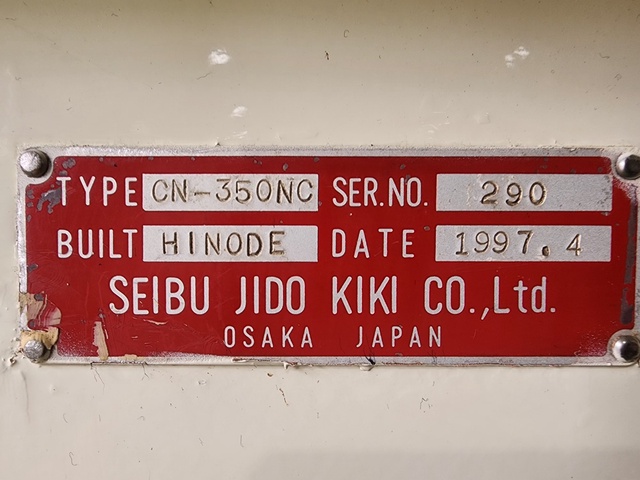 TYPE CN-350NC SER.NO. 290
BUILT HINODE DATE 1997.4
SEIBU JIDO KIKI CO.,Ltd.
OSAKA JAPAN